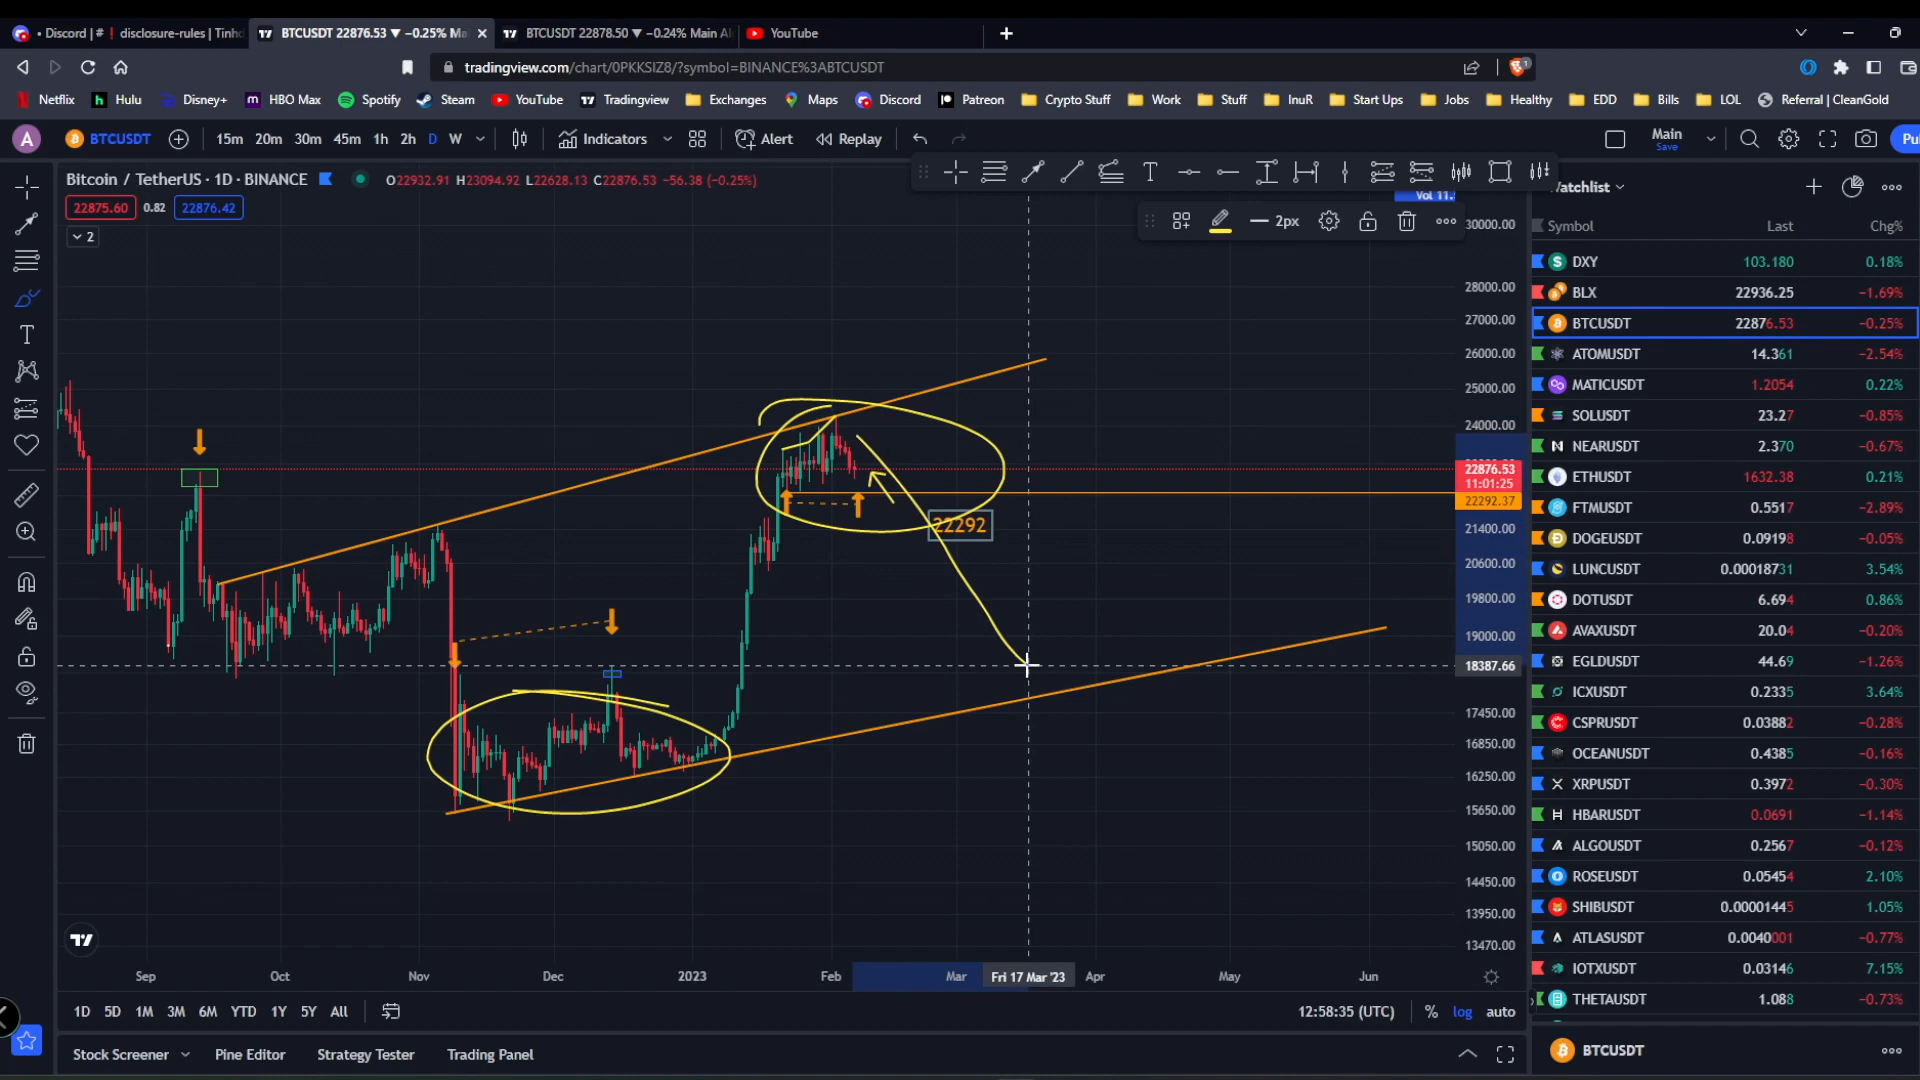 • Discord | # ❗ disclosure-rules | Tinh
BTCUSDT 22876.53 ▼ −0.25% Ma
BTCUSDT 22878.50 ▼ −0.24% Main Al
YouTube
tradingview.com/chart/0PKKSIZ8/?symbol=BINANCE%3ABTCUSDT
Netflix Hulu Disney+ HBO Max Spotify Steam YouTube Tradingview Exchanges Maps Discord Patreon Crypto Stuff Work Stuff InuR Start Ups Jobs Healthy EDD Bills LOL Referral | CleanGold
A BTCUSDT 15m 20m 30m 45m 1h 2h D W Indicators Alert Replay Main Save Pu
Bitcoin / TetherUS · 1D · BINANCE O22932.91 H23094.92 L22628.13 C22876.53 −56.38 (−0.25%)
22875.60 0.82 22876.42
2
2px
Vol 11.
30000.00
28000.00
27000.00
26000.00
25000.00
24000.00
22876.53
11:01:25
22292.37
22292
21400.00
20600.00
19800.00
19000.00
18387.66
17450.00
16850.00
16250.00
15650.00
15050.00
14450.00
13950.00
13470.00
Sep Oct Nov Dec 2023 Feb Mar Fri 17 Mar '23 Apr May Jun
1D 5D 1M 3M 6M YTD 1Y 5Y All 12:58:35 (UTC) % log auto
Stock Screener Pine Editor Strategy Tester Trading Panel
Watchlist
Symbol Last Chg%
DXY 103.180 0.18%
BLX 22936.25 −1.69%
BTCUSDT 22876.53 −0.25%
ATOMUSDT 14.361 −2.54%
MATICUSDT 1.2054 0.22%
SOLUSDT 23.27 −0.85%
NEARUSDT 2.370 −0.67%
ETHUSDT 1632.38 0.21%
FTMUSDT 0.5517 −2.89%
DOGEUSDT 0.09198 −0.05%
LUNCUSDT 0.00018731 3.54%
DOTUSDT 6.694 0.86%
AVAXUSDT 20.04 −0.20%
EGLDUSDT 44.69 −1.26%
ICXUSDT 0.2335 3.64%
CSPRUSDT 0.03882 −0.28%
OCEANUSDT 0.4385 −0.16%
XRPUSDT 0.3972 −0.30%
HBARUSDT 0.0691 −1.14%
ALGOUSDT 0.2567 −0.12%
ROSEUSDT 0.05454 2.10%
SHIBUSDT 0.00001445 1.05%
ATLASUSDT 0.0040001 −0.77%
IOTXUSDT 0.03146 7.15%
THETAUSDT 1.088 −0.73%
BTCUSDT